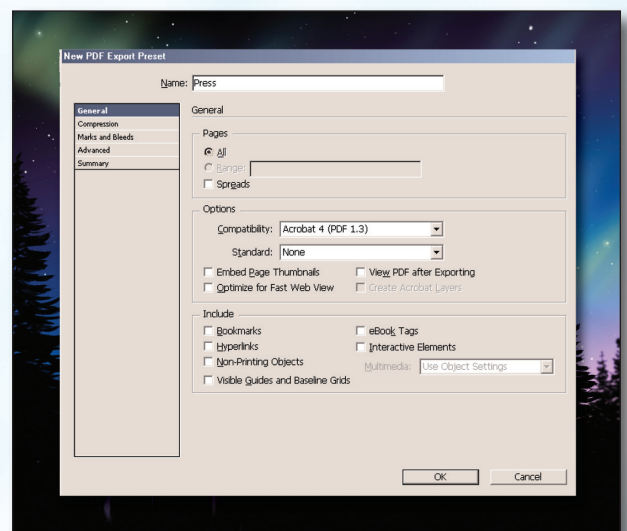 New PDF Export Preset
Name: Press
General
Compression
Marks and Bleeds
Advanced
Summary
General
Pages
All
Range:
Spreads
Options
Compatibility: Acrobat 4 (PDF 1.3)
Standard: None
Embed Page Thumbnails View PDF after Exporting
Optimize for Fast Web View Create Acrobat Layers
Include
Bookmarks eBook Tags
Hyperlinks Interactive Elements
Non-Printing Objects Multimedia: Use Object Settings
Visible Guides and Baseline Grids
OK Cancel